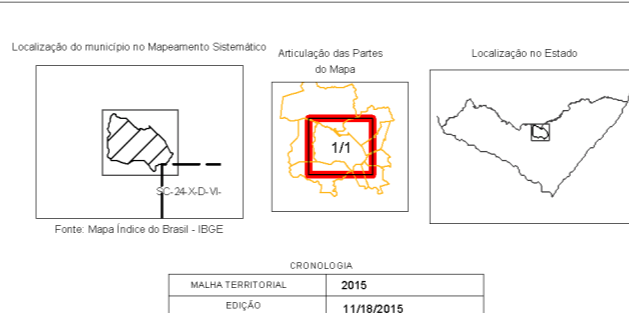 Localização do município no Mapeamento Sistemático
Articulação das Partes
do Mapa
Localização no Estado
1/1
SC-24-X-D-VI-
Fonte: Mapa Índice do Brasil - IBGE
CRONOLOGIA
MALHA TERRITORIAL 2015
EDIÇÃO 11/18/2015